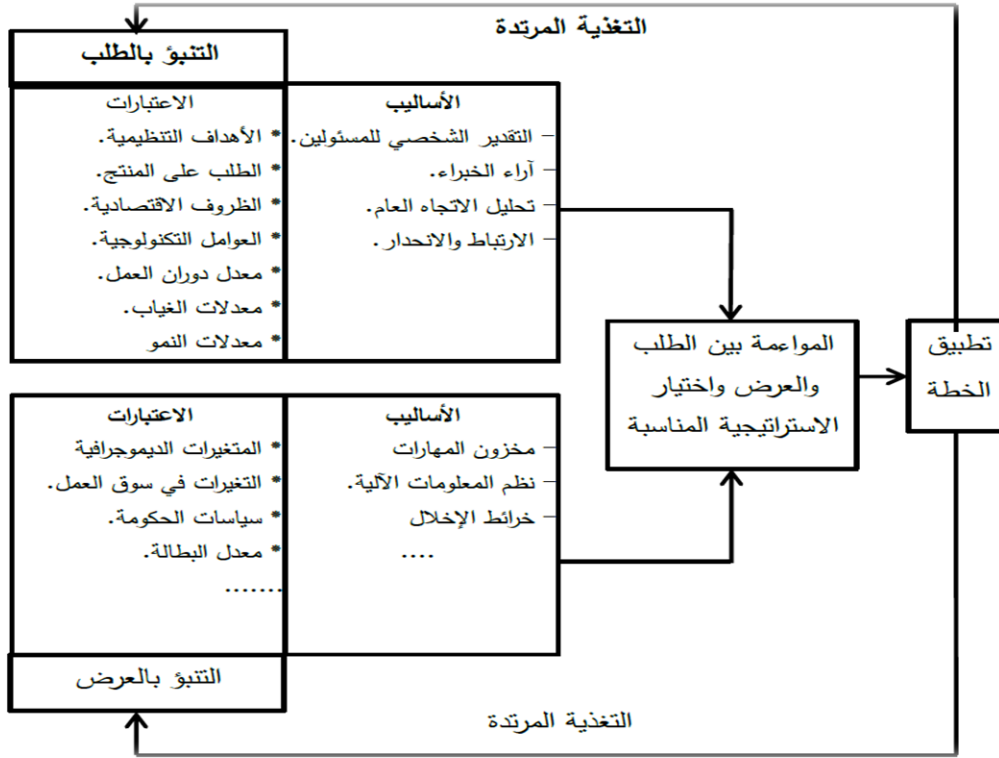 التغذية المرتدة
التنبؤ بالطلب
الاعتبارات
* الأهداف التنظيمية.
* الطلب على المنتج.
* الظروف الاقتصادية.
* العوامل التكنولوجية.
* معدل دوران العمل.
* معدلات الغياب.
* معدلات النمو
الأساليب
– التقدير الشخصي للمسئولين.
– آراء الخبراء.
– تحليل الاتجاه العام.
– الارتباط والانحدار.
المواءمة بين الطلب
والعرض واختيار
الاستراتيجية المناسبة
تطبيق
الخطة
الاعتبارات
* المتغيرات الديموجرافية
* التغيرات في سوق العمل.
* سياسات الحكومة.
* معدل البطالة.
.......
الأساليب
– مخزون المهارات
– نظم المعلومات الآلية.
– خرائط الإخلال
....
التنبؤ بالعرض
التغذية المرتدة